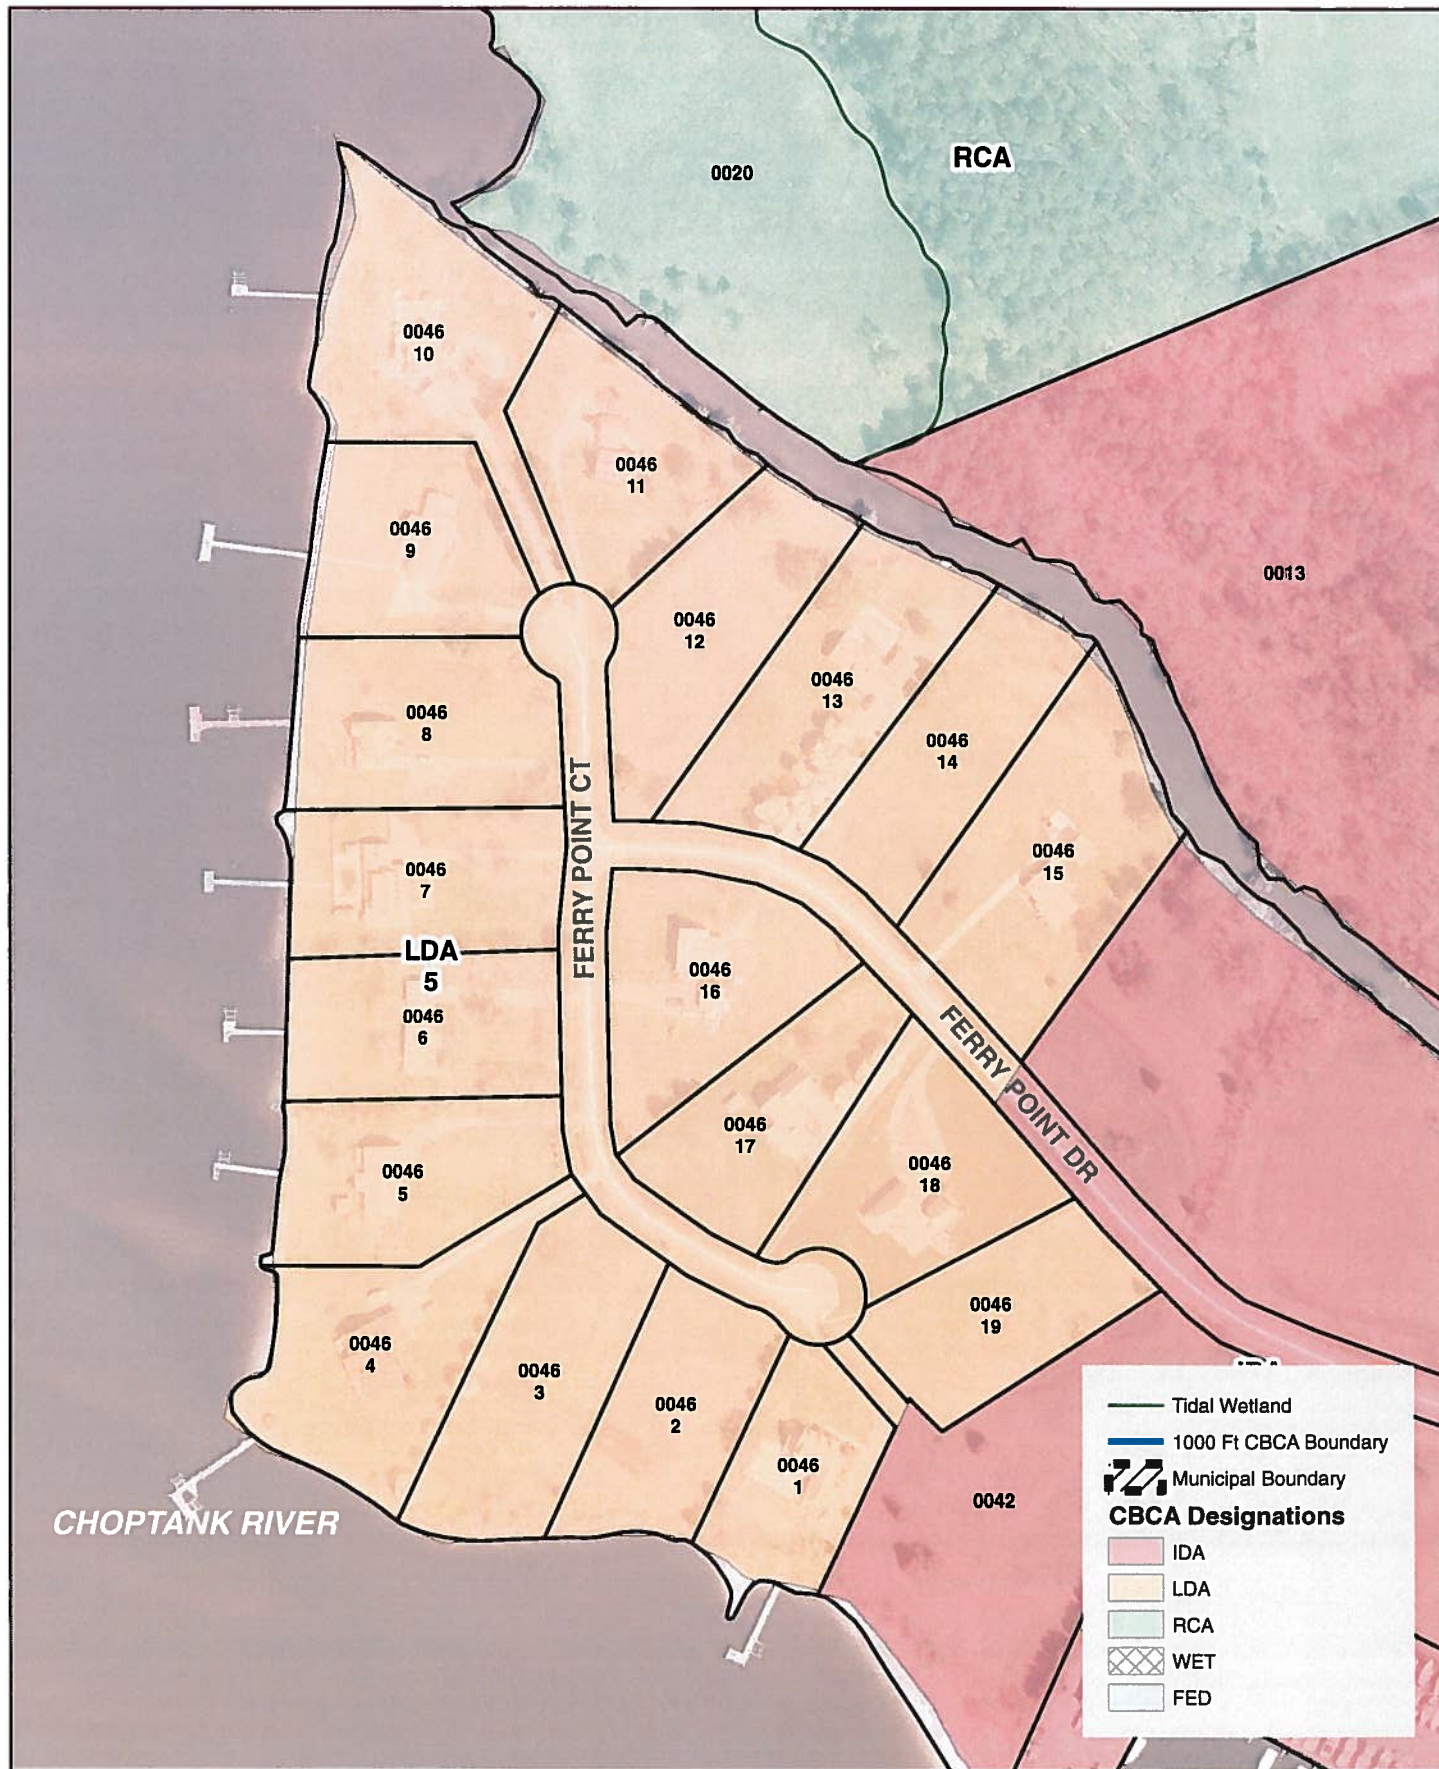 RCA
0020
0046
10
0046
11
0046
9
0013
0046
12
0046
13
0046
8
0046
14
FERRY POINT CT
0046
15
0046
7
LDA
5
0046
16
0046
6
FERRY POINT DR
0046
17
0046
18
0046
5
0046
19
0046
4
0046
3
0046
2
0046
1
0042
CHOPTANK RIVER
IDA
Tidal Wetland
1000 Ft CBCA Boundary
Municipal Boundary
CBCA Designations
IDA
LDA
RCA
WET
FED